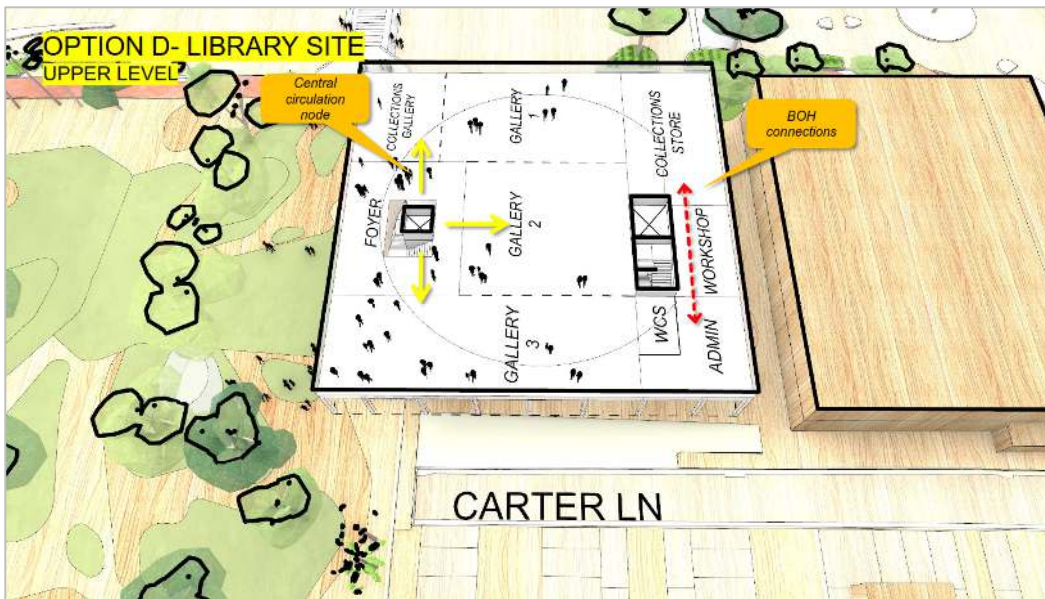 OPTION D- LIBRARY SITE
UPPER LEVEL
Central
circulation
node
BOH
connections
COLLECTIONS
GALLERY
GALLERY
1
COLLECTIONS
STORE
FOYER
GALLERY
2
WORKSHOP
GALLERY
3
WCS
ADMIN
CARTER LN